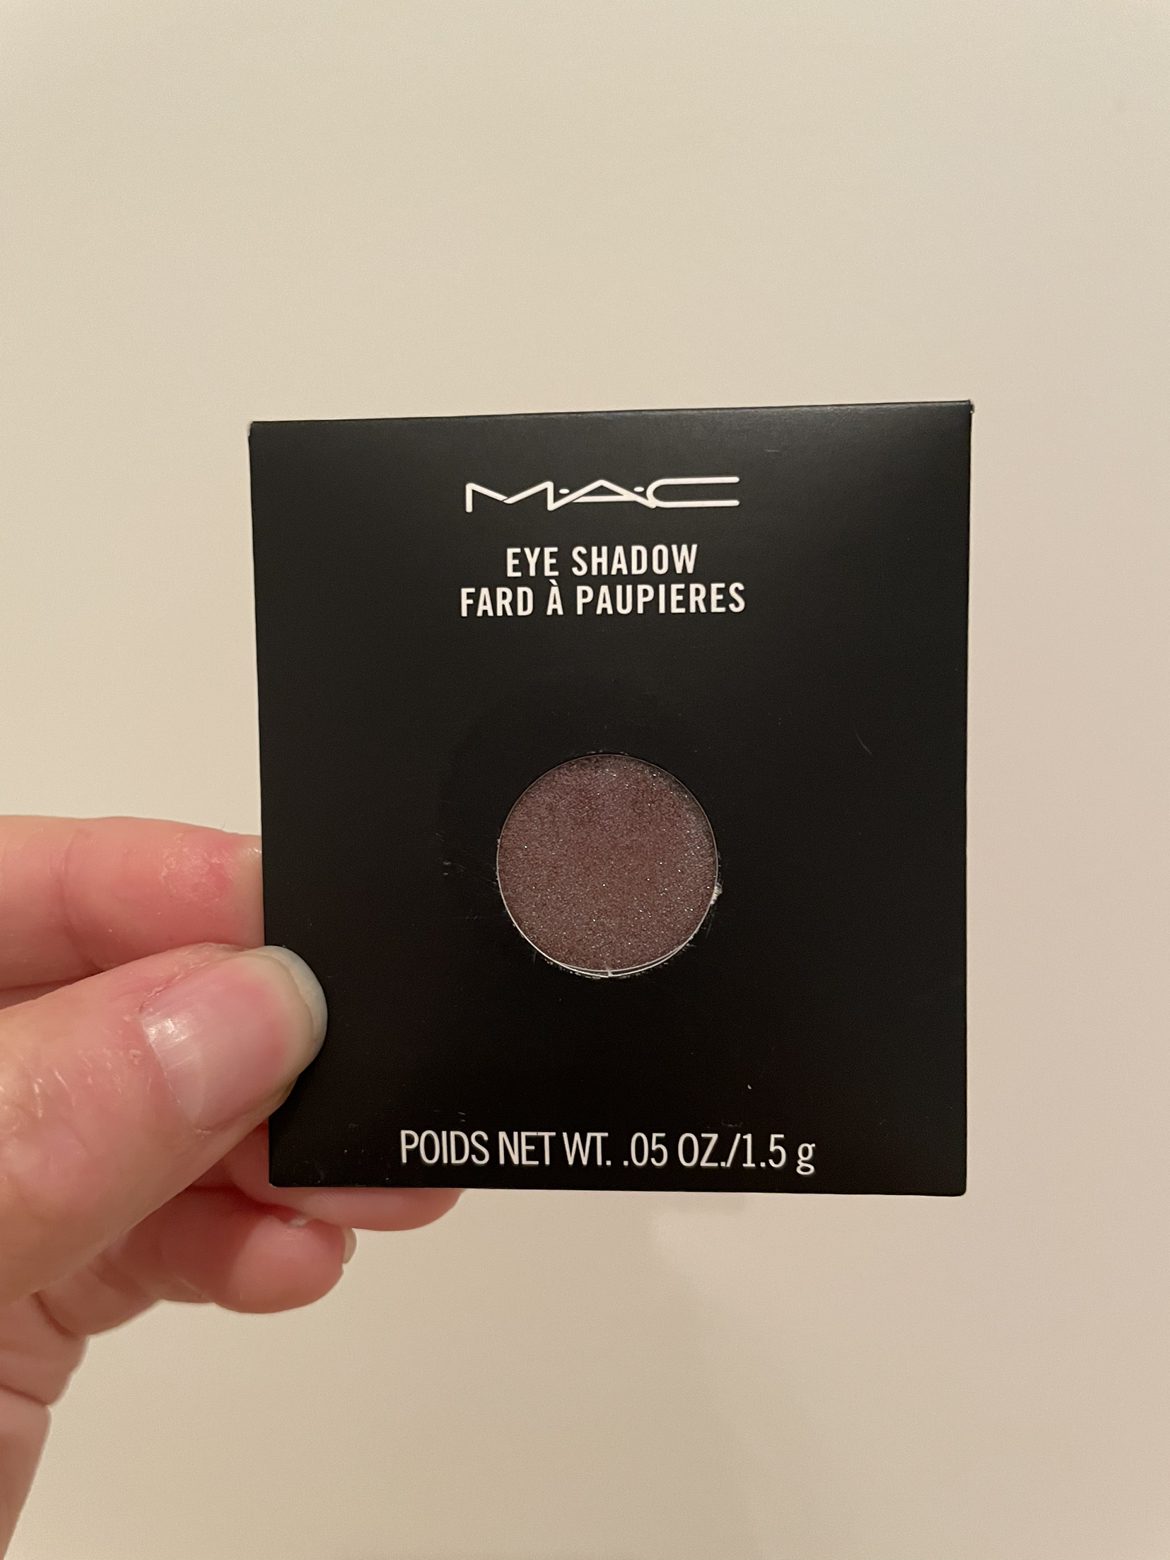 M·A·C
EYE SHADOW
FARD À PAUPIERES
POIDS NET WT. .05 OZ./1.5 g